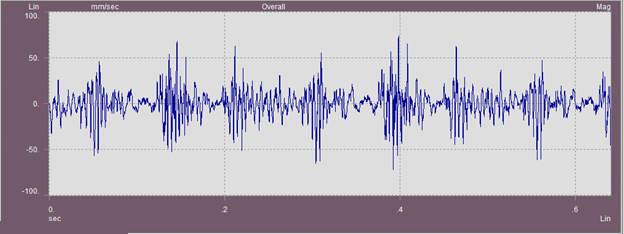 Lin mm/sec Overall Mag
100.
50.
0.
-50.
-100.
0. .2 .4 .6
sec Lin